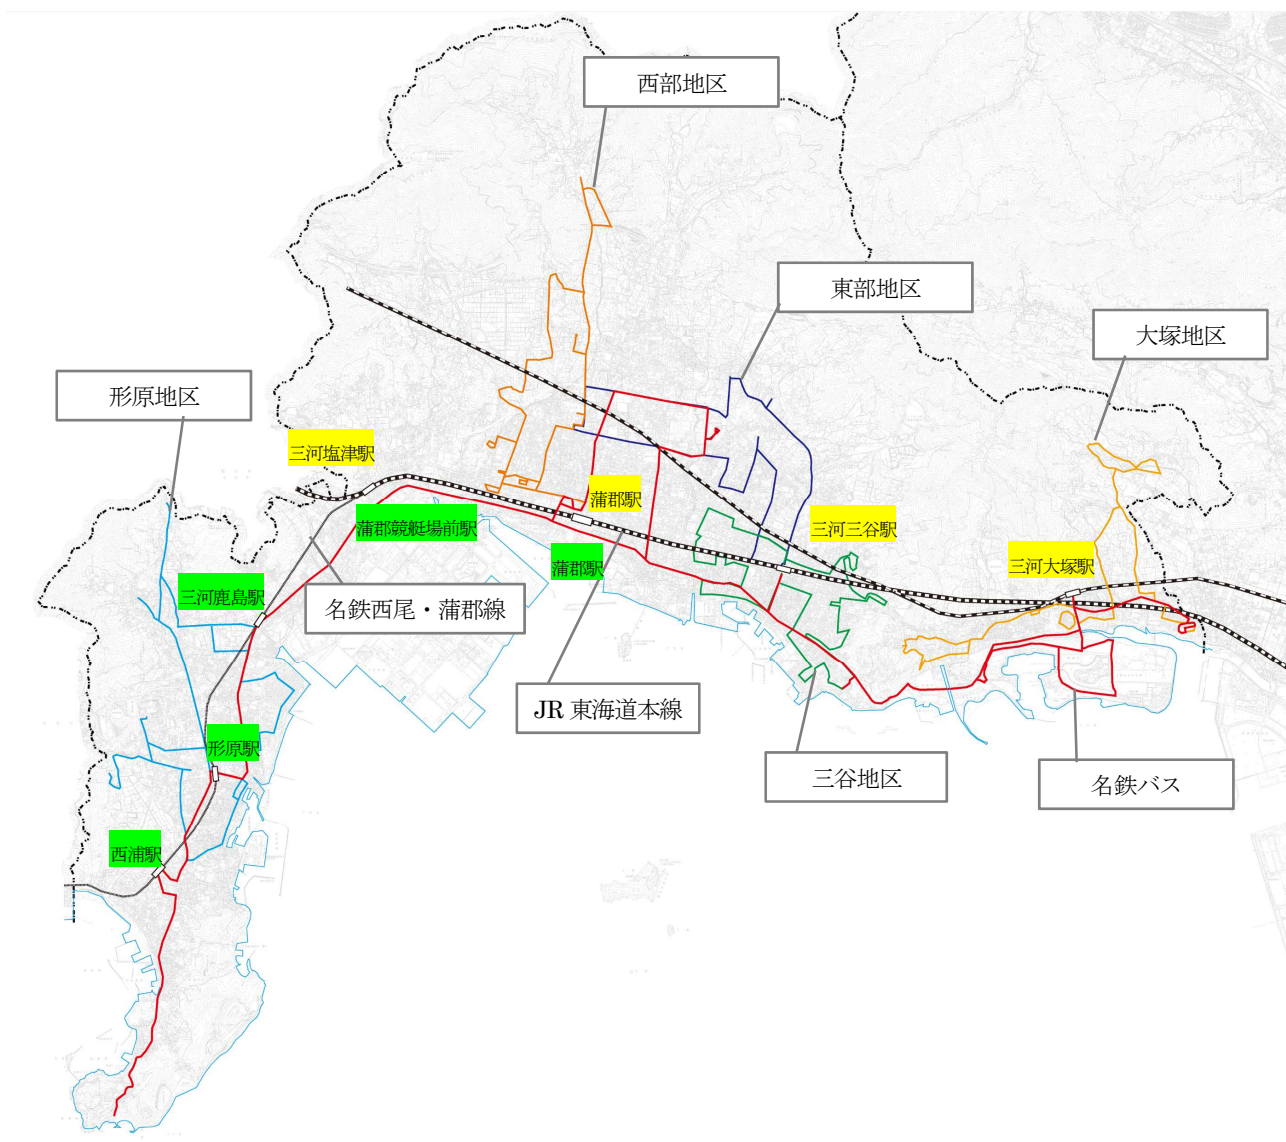 西部地区
東部地区
大塚地区
形原地区
三河塩津駅
蒲郡駅
蒲郡競艇場前駅
三河三谷駅
蒲郡駅
三河大塚駅
三河鹿島駅
名鉄西尾・蒲郡線
JR 東海道本線
形原駅
三谷地区
名鉄バス
西浦駅